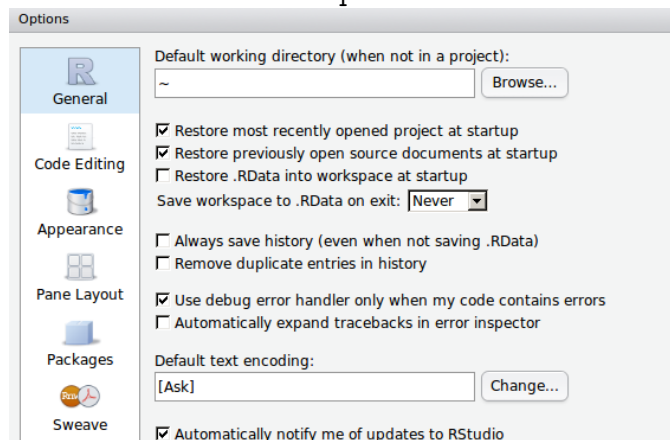 Options
General
Code Editing
Appearance
Pane Layout
Packages
Sweave
Default working directory (when not in a project):
~
Browse...
Restore most recently opened project at startup
Restore previously open source documents at startup
Restore .RData into workspace at startup
Save workspace to .RData on exit: Never
Always save history (even when not saving .RData)
Remove duplicate entries in history
Use debug error handler only when my code contains errors
Automatically expand tracebacks in error inspector
Default text encoding:
[Ask]
Change...
Automatically notify me of updates to RStudio